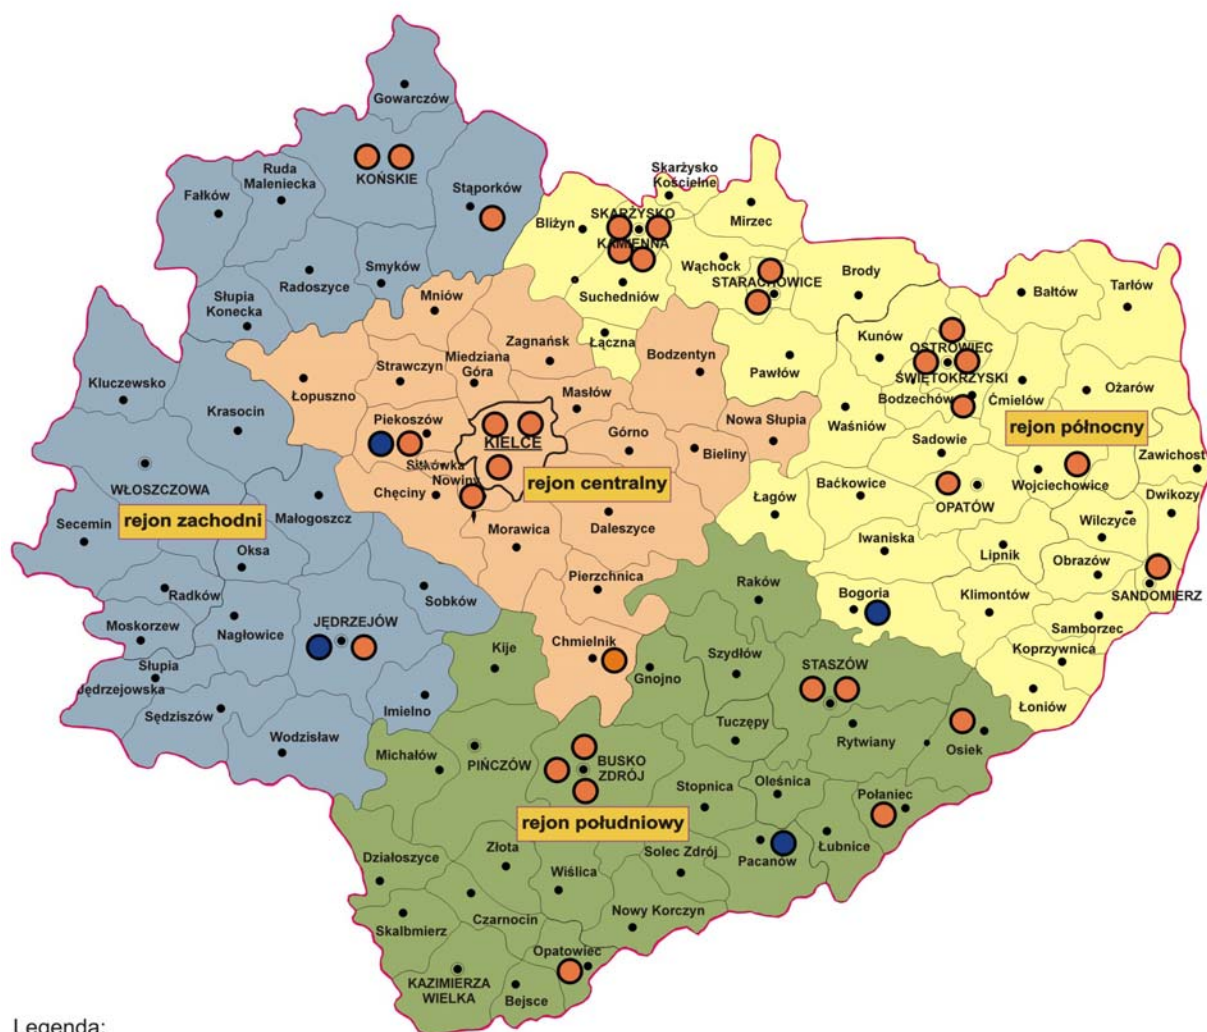 Gowarczów
KOŃSKIE
Ruda
Maleniecka
Fałków
Stąporków
Smyków
Radoszyce
Słupia
Konecka
Skarżysko
Kościelne
SKARŻYSKO
KAMIENNA
Bliżyn
Mirzec
Wąchock
Suchedniów
STARACHOWICE
Brody
Łączna
Bałtów
Tarłów
Kunów
OSTROWIEC
ŚWIĘTOKRZYSKI
Bodzechów
Ćmielów
Ożarów
Pawłów
Waśniów
Sadowie
rejon północny
Zawichost
Wojciechowice
Dwikozy
OPATÓW
Baćkowice
Łagów
Wilczyce
Iwaniska
Lipnik
Obrazów
SANDOMIERZ
Bogoria
Klimontów
Samborzec
Koprzywnica
Łoniów
Mniów
Zagnańsk
Miedziana
Góra
Strawczyn
Bodzentyn
Masłów
Łopuszno
Piekoszów
KIELCE
Nowa Słupia
Górno
Bieliny
Sitkówka
Nowiny
rejon centralny
Chęciny
Daleszyce
Morawica
Pierzchnica
Chmielnik
Kluczewsko
Krasocin
WŁOSZCZOWA
rejon zachodni
Małogoszcz
Secemin
Oksa
Radków
Sobków
Moskorzew
Nagłowice
JĘDRZEJÓW
Słupia
Jędrzejowska
Sędziszów
Imielno
Wodzisław
Raków
Kije
Gnojno
Szydłów
STASZÓW
Tuczępy
Rytwiany
Osiek
Michałów
PIŃCZÓW
BUSKO
ZDRÓJ
Stopnica
Oleśnica
Połaniec
rejon południowy
Pacanów
Łubnice
Działoszyce
Złota
Wiślica
Solec Zdrój
Skalbmierz
Czarnocin
Nowy Korczyn
Opatowiec
KAZIMIERZA
WIELKA
Bejsce
Legenda: